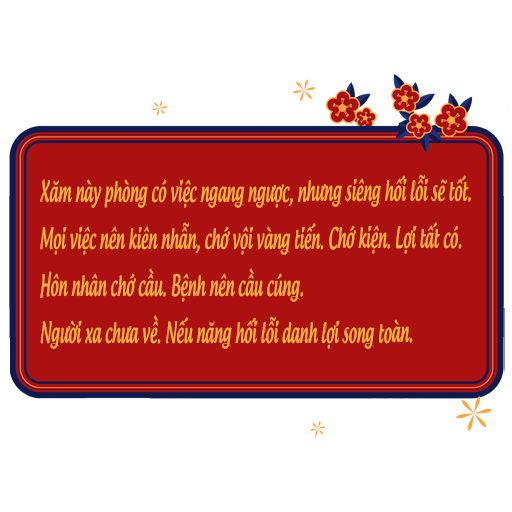 Xăm này phòng có việc ngang ngược, nhưng siêng hối lỗi sẽ tốt.
Mọi việc nên kiên nhẫn, chớ vội vàng tiến. Chớ kiện. Lợi tất có.
Hôn nhân chớ cầu. Bệnh nên cầu cúng.
Người xa chưa về. Nếu năng hối lỗi danh lợi song toàn.